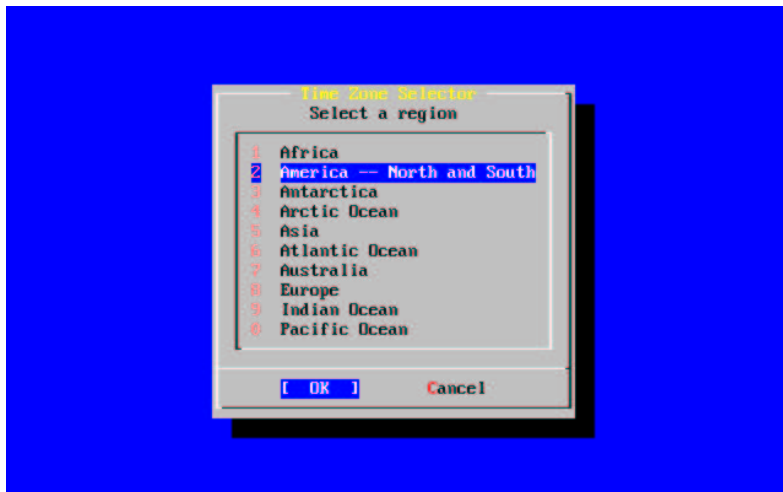 Time Zone Selector
Select a region
1 Africa
2 America -- North and South
3 Antarctica
4 Arctic Ocean
5 Asia
6 Atlantic Ocean
7 Australia
8 Europe
9 Indian Ocean
0 Pacific Ocean
[ OK ] Cancel